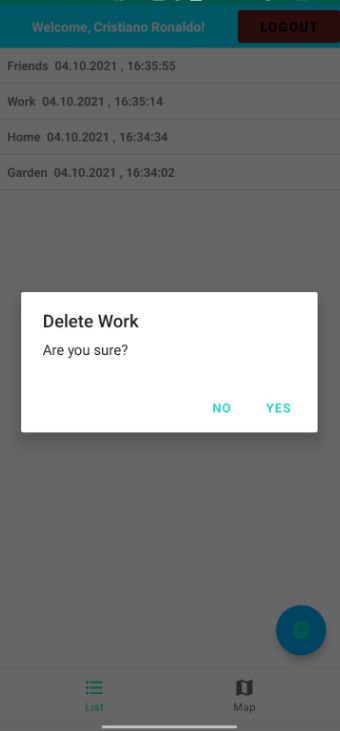 Welcome, Cristiano Ronaldo!
LOGOUT
Friends 04.10.2021 , 16:35:55
Work 04.10.2021 , 16:35:14
Home 04.10.2021 , 16:34:34
Garden 04.10.2021 , 16:34:02
Delete Work
Are you sure?
NO YES
List Map